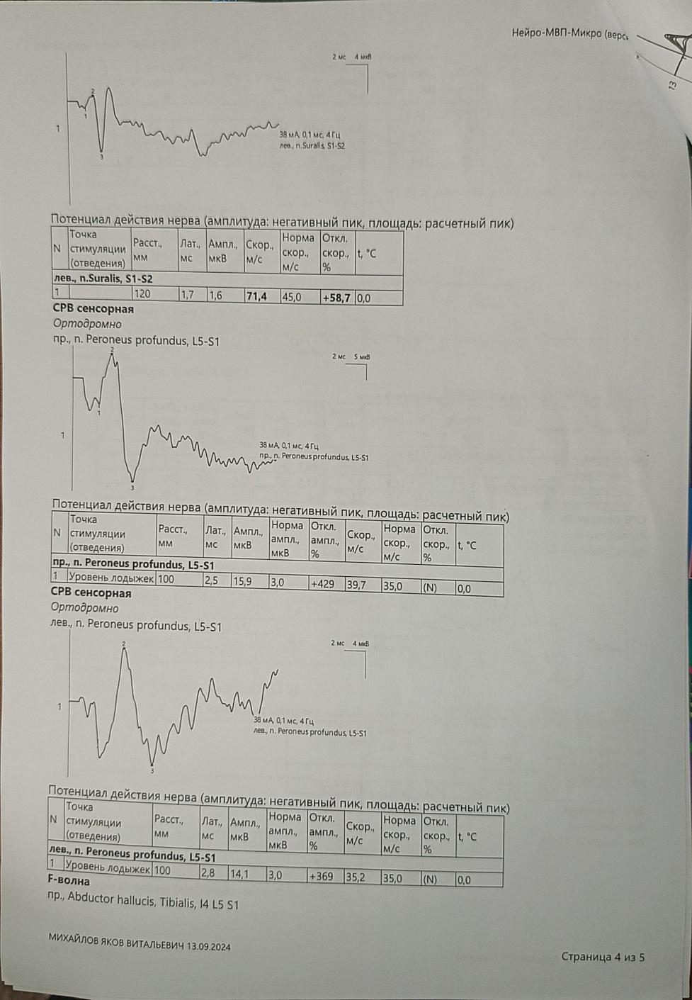 Нейро-МВП-Микро (верс
13
2 мс 4 мкВ
2
1
1
3
38 мА, 0,1 мс, 4 Гц
лев., n.Suralis, S1-S2
Потенциал действия нерва (амплитуда: негативный пик, площадь: расчетный пик)
N Точка стимуляции (отведения) Расст., мм Лат., мс Ампл., мкВ Скор., м/с Норма скор., м/с Откл. скор., % t, °C
лев., n.Suralis, S1-S2
1 120 1,7 1,6 71,4 45,0 +58,7 0,0
СРВ сенсорная
Ортодромно
пр., n. Peroneus profundus, L5-S1
2
2 мс 5 мкВ
1
1
38 мА, 0,1 мс, 4 Гц
пр., n. Peroneus profundus, L5-S1
3
Потенциал действия нерва (амплитуда: негативный пик, площадь: расчетный пик)
N Точка стимуляции (отведения) Расст., мм Лат., мс Ампл., мкВ Норма ампл., мкВ Откл. ампл., % Скор., м/с Норма скор., м/с Откл. скор., % t, °C
пр., n. Peroneus profundus, L5-S1
1 Уровень лодыжек 100 2,5 15,9 3,0 +429 39,7 35,0 (N) 0,0
СРВ сенсорная
Ортодромно
лев., n. Peroneus profundus, L5-S1
2
2 мс 4 мкВ
1
38 мА, 0,1 мс, 4 Гц
лев., n. Peroneus profundus, L5-S1
3
Потенциал действия нерва (амплитуда: негативный пик, площадь: расчетный пик)
N Точка стимуляции (отведения) Расст., мм Лат., мс Ампл., мкВ Норма ампл., мкВ Откл. ампл., % Скор., м/с Норма скор., м/с Откл. скор., % t, °C
лев., n. Peroneus profundus, L5-S1
1 Уровень лодыжек 100 2,8 14,1 3,0 +369 35,2 35,0 (N) 0,0
F-волна
пр., Abductor hallucis, Tibialis, I4 L5 S1
МИХАЙЛОВ ЯКОВ ВИТАЛЬЕВИЧ 13.09.2024
Страница 4 из 5